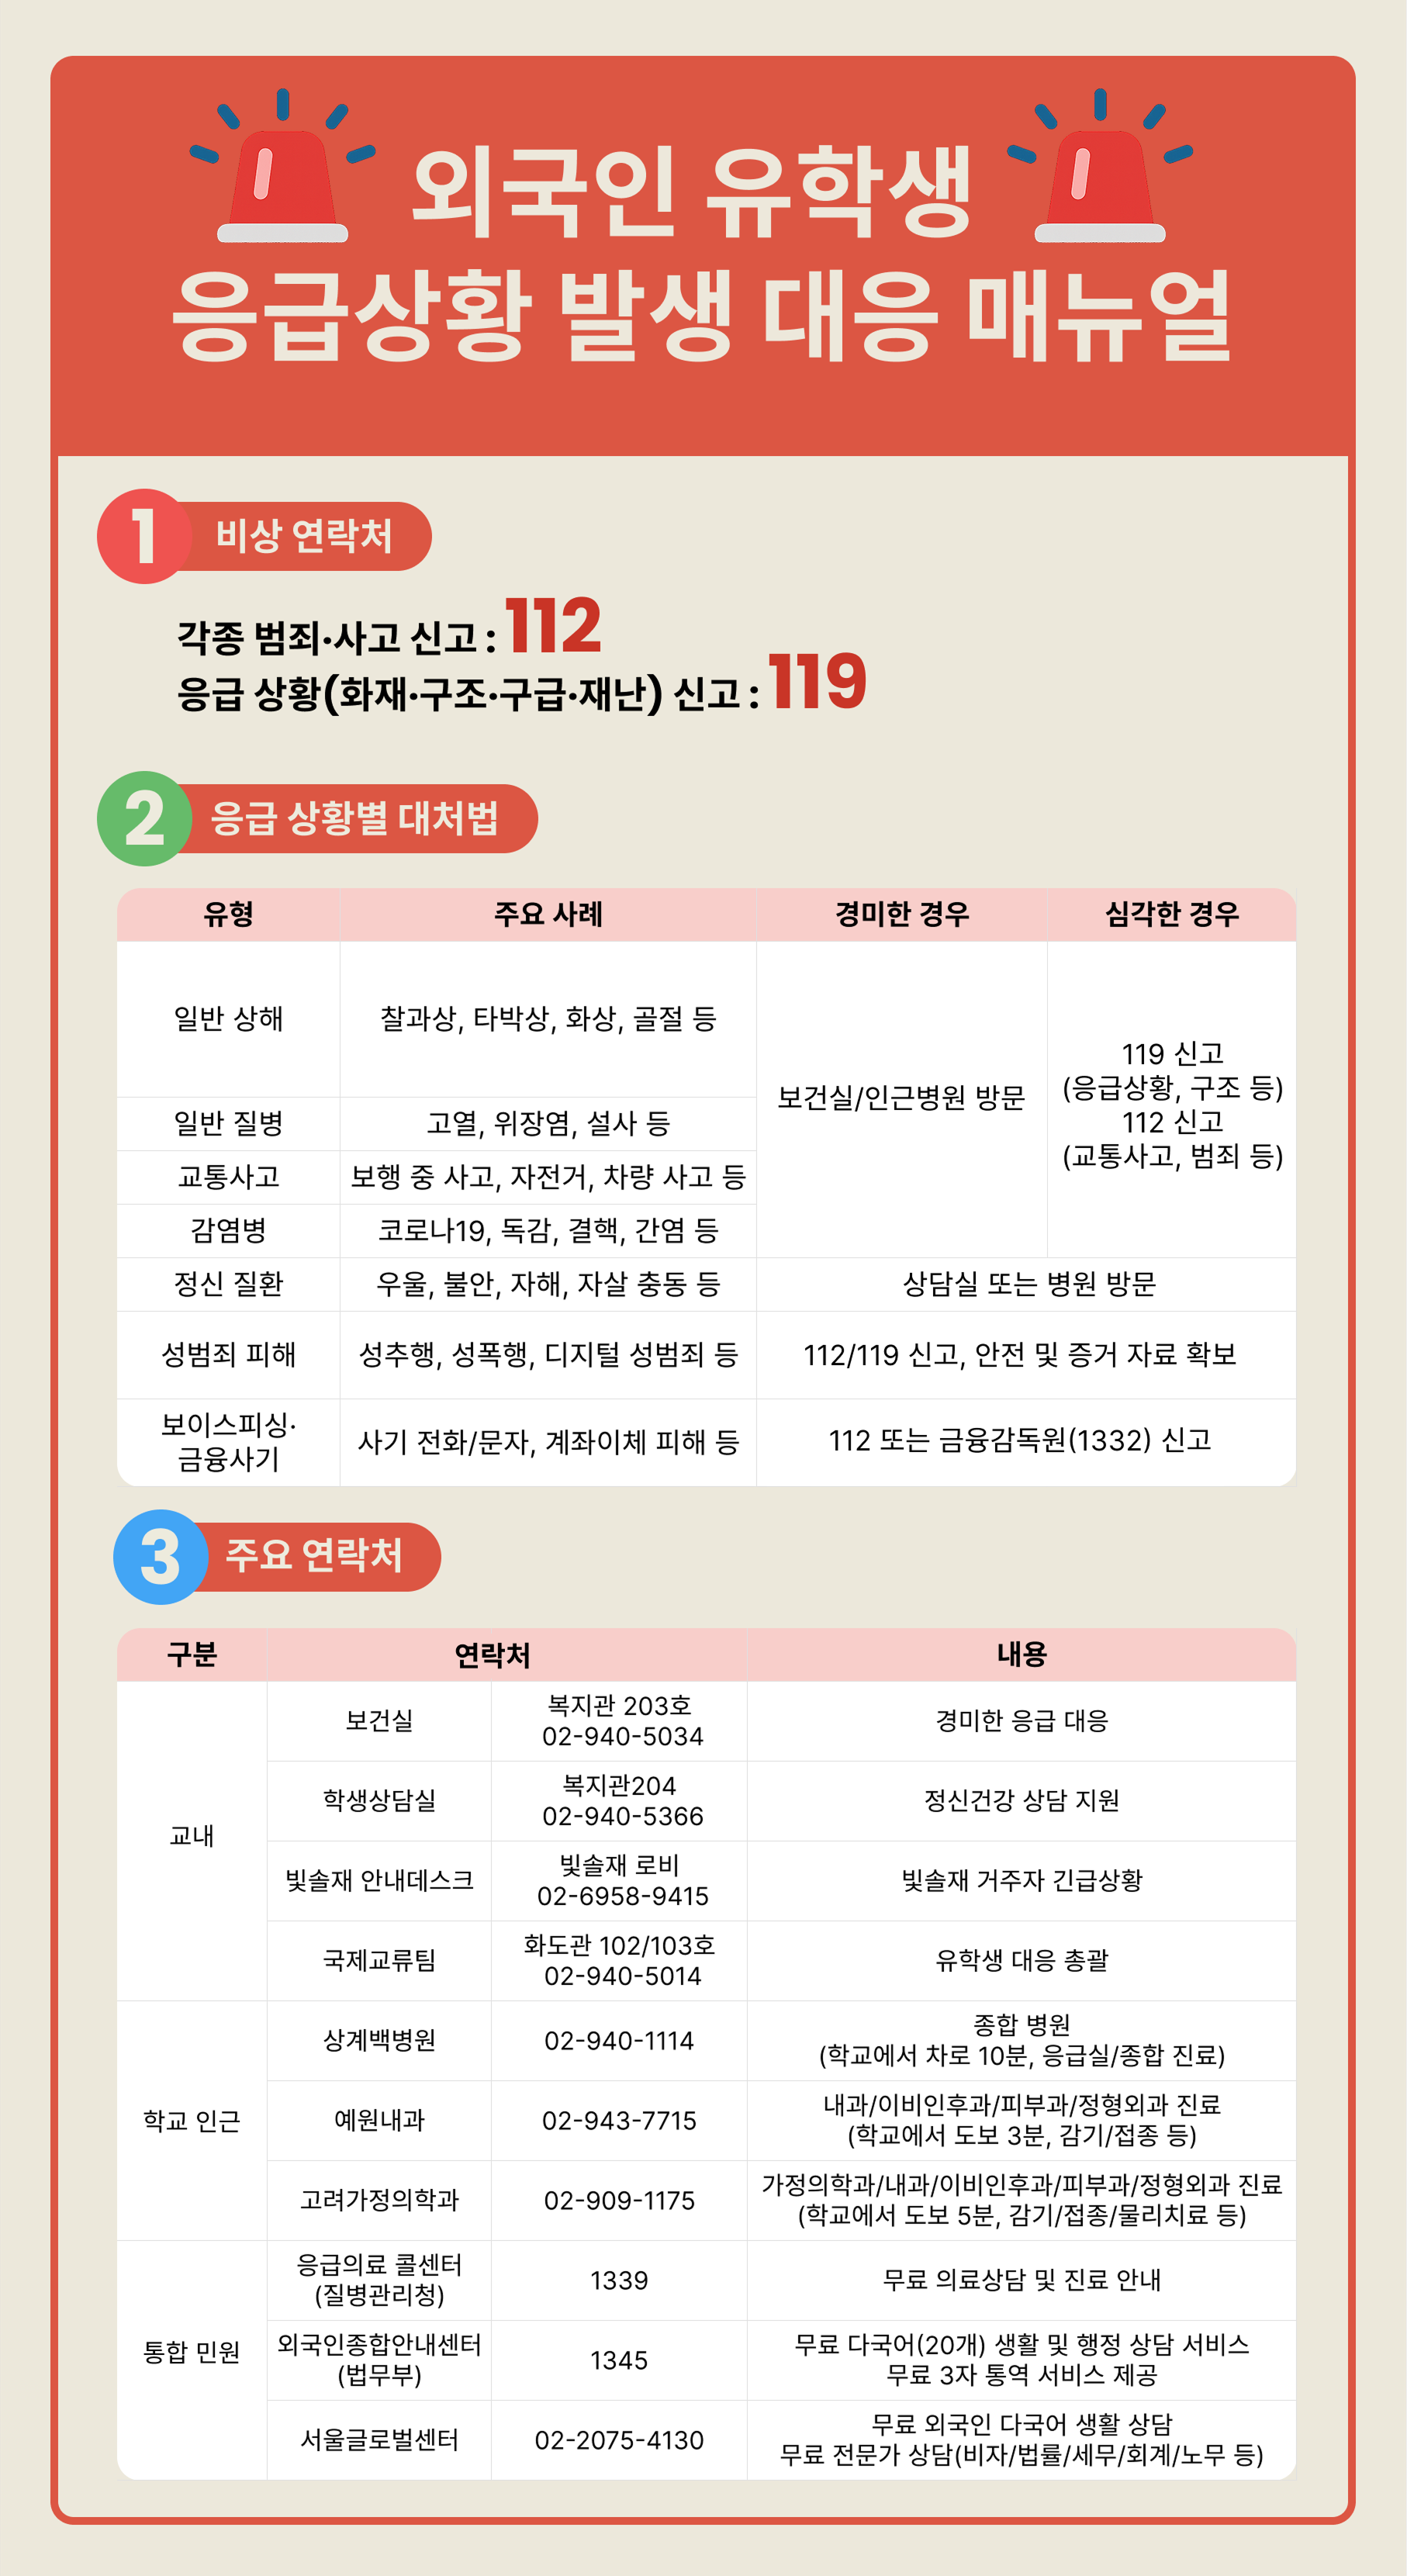 외국인 유학생
응급상황 발생 대응 매뉴얼
1 비상 연락처
각종 범죄·사고 신고 : 112
응급 상황(화재·구조·구급·재난) 신고 : 119
2 응급 상황별 대처법
유형 주요 사례 경미한 경우 심각한 경우
일반 상해 찰과상, 타박상, 화상, 골절 등
보건실/인근병원 방문
119 신고
(응급상황, 구조 등)
112 신고
(교통사고, 범죄 등)
일반 질병 고열, 위장염, 설사 등
교통사고 보행 중 사고, 자전거, 차량 사고 등
감염병 코로나19, 독감, 결핵, 간염 등
정신 질환 우울, 불안, 자해, 자살 충동 등 상담실 또는 병원 방문
성범죄 피해 성추행, 성폭행, 디지털 성범죄 등 112/119 신고, 안전 및 증거 자료 확보
보이스피싱·
금융사기
사기 전화/문자, 계좌이체 피해 등 112 또는 금융감독원(1332) 신고
3 주요 연락처
구분 연락처 내용
교내
보건실
복지관 203호
02-940-5034
경미한 응급 대응
학생상담실
복지관204
02-940-5366
정신건강 상담 지원
빛솔재 안내데스크
빛솔재 로비
02-6958-9415
빛솔재 거주자 긴급상황
국제교류팀
화도관 102/103호
02-940-5014
유학생 대응 총괄
학교 인근
상계백병원 02-940-1114
종합 병원
(학교에서 차로 10분, 응급실/종합 진료)
예원내과 02-943-7715
내과/이비인후과/피부과/정형외과 진료
(학교에서 도보 3분, 감기/접종 등)
고려가정의학과 02-909-1175
가정의학과/내과/이비인후과/피부과/정형외과 진료
(학교에서 도보 5분, 감기/접종/물리치료 등)
통합 민원
응급의료 콜센터
(질병관리청)
1339 무료 의료상담 및 진료 안내
외국인종합안내센터
(법무부)
1345
무료 다국어(20개) 생활 및 행정 상담 서비스
무료 3자 통역 서비스 제공
서울글로벌센터 02-2075-4130
무료 외국인 다국어 생활 상담
무료 전문가 상담(비자/법률/세무/회계/노무 등)